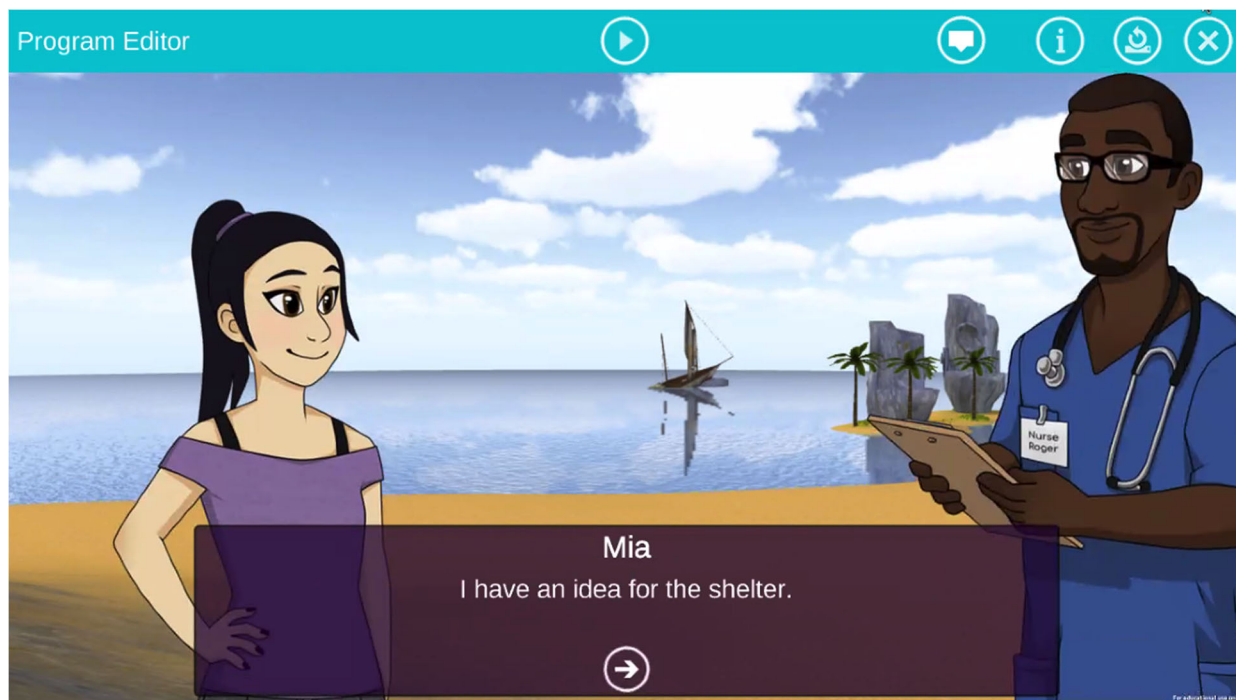 Program Editor
Nurse
Roger
Mia
I have an idea for the shelter.